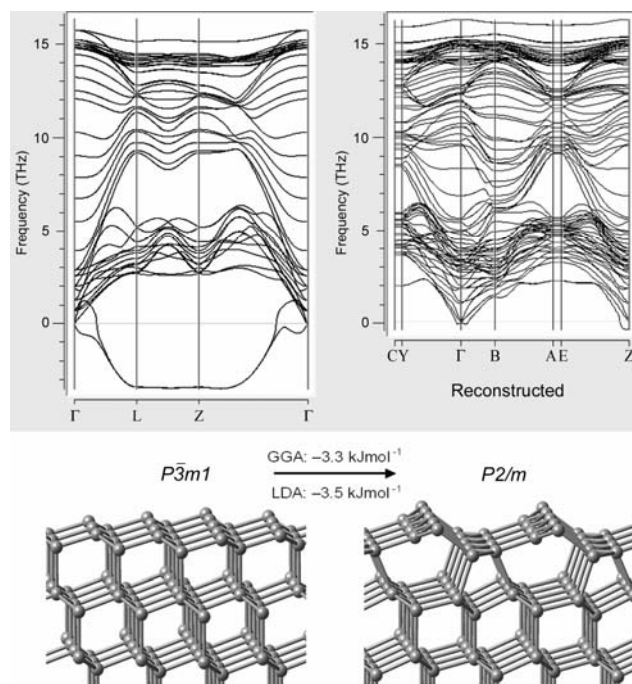 15
10
5
0
Frequency (THz)
Γ L Z Γ
15
10
5
0
Frequency (THz)
C Y Γ B A E Z
Reconstructed
P3̅m1
GGA: –3.3 kJmol⁻¹
LDA: –3.5 kJmol⁻¹
P2/m